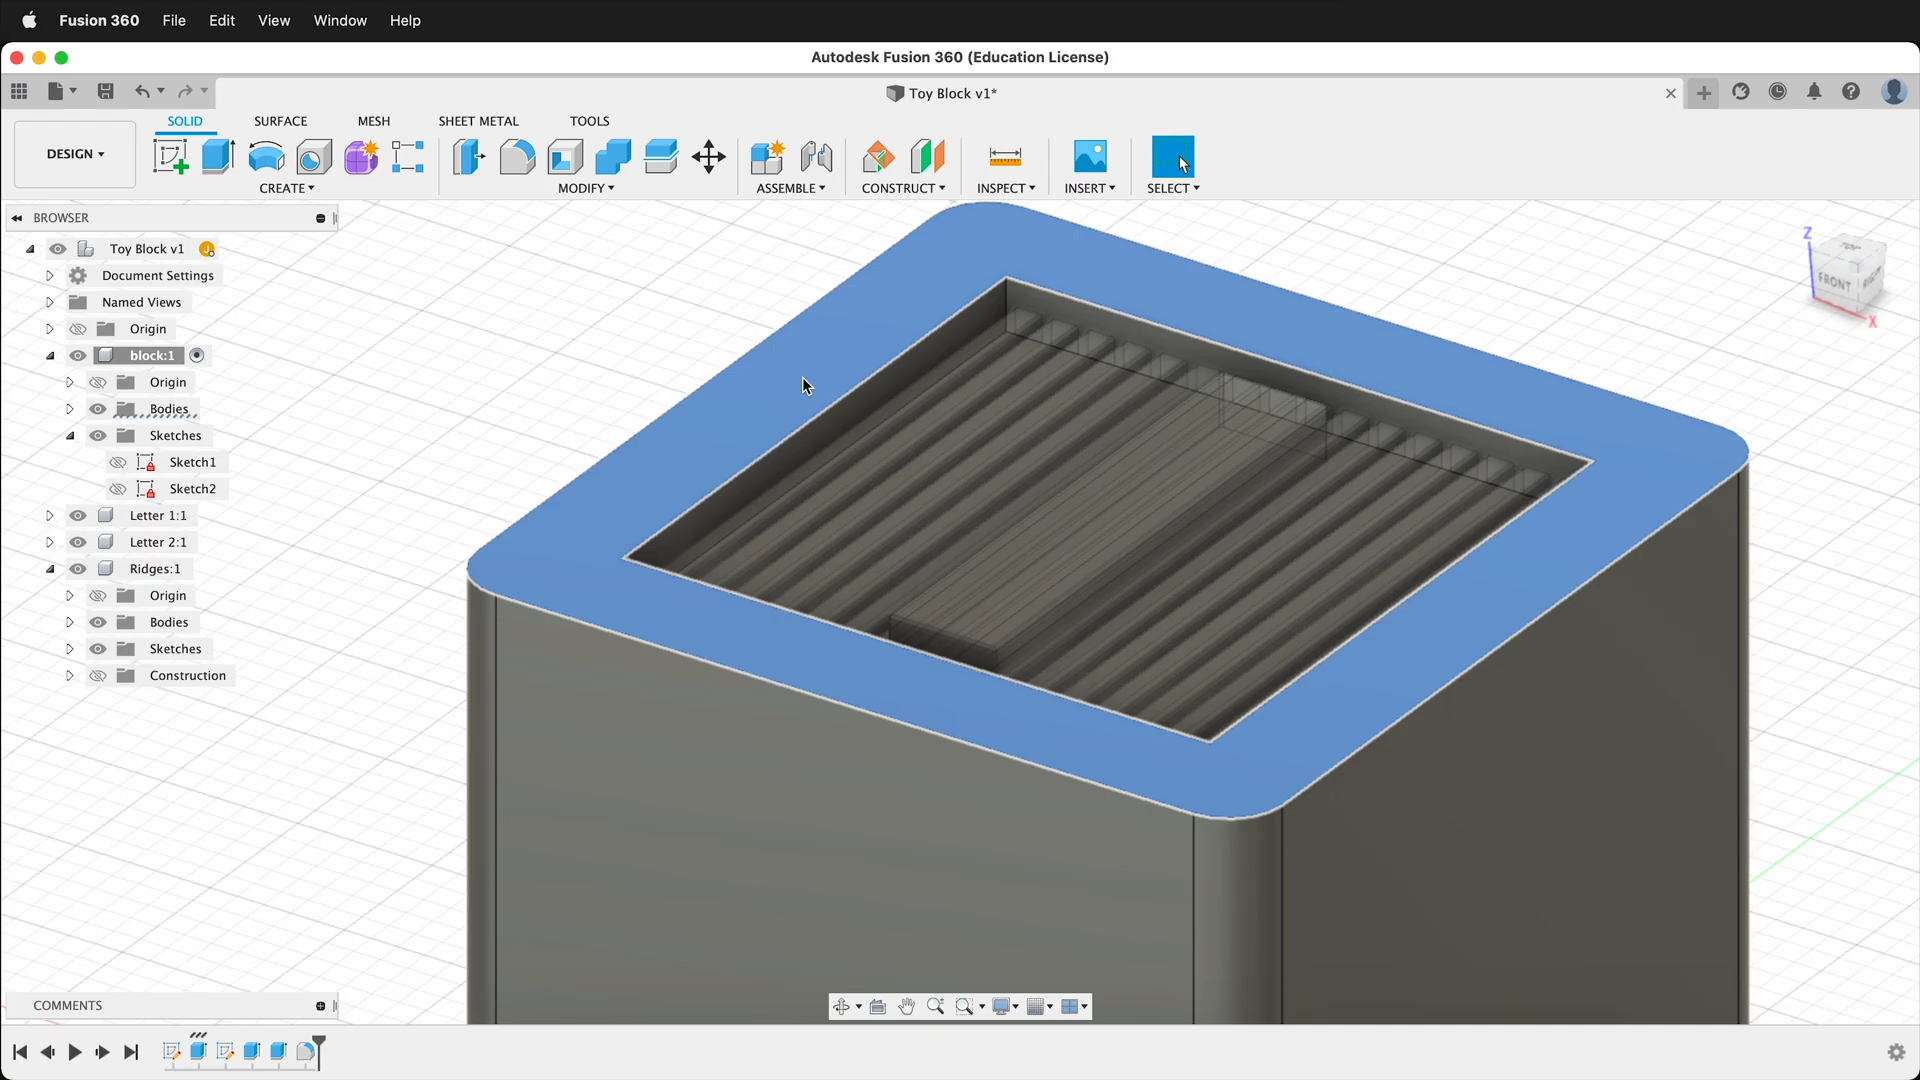 Fusion 360 File Edit View Window Help
Autodesk Fusion 360 (Education License)
Toy Block v1*
SOLID SURFACE MESH SHEET METAL TOOLS
DESIGN
CREATE MODIFY ASSEMBLE CONSTRUCT INSPECT INSERT SELECT
BROWSER
Toy Block v1
Document Settings
Named Views
Origin
block:1
Origin
Bodies
Sketches
Sketch1
Sketch2
Letter 1:1
Letter 2:1
Ridges:1
Origin
Bodies
Sketches
Construction
Z
TOP
FRONT
RIGHT
X
COMMENTS